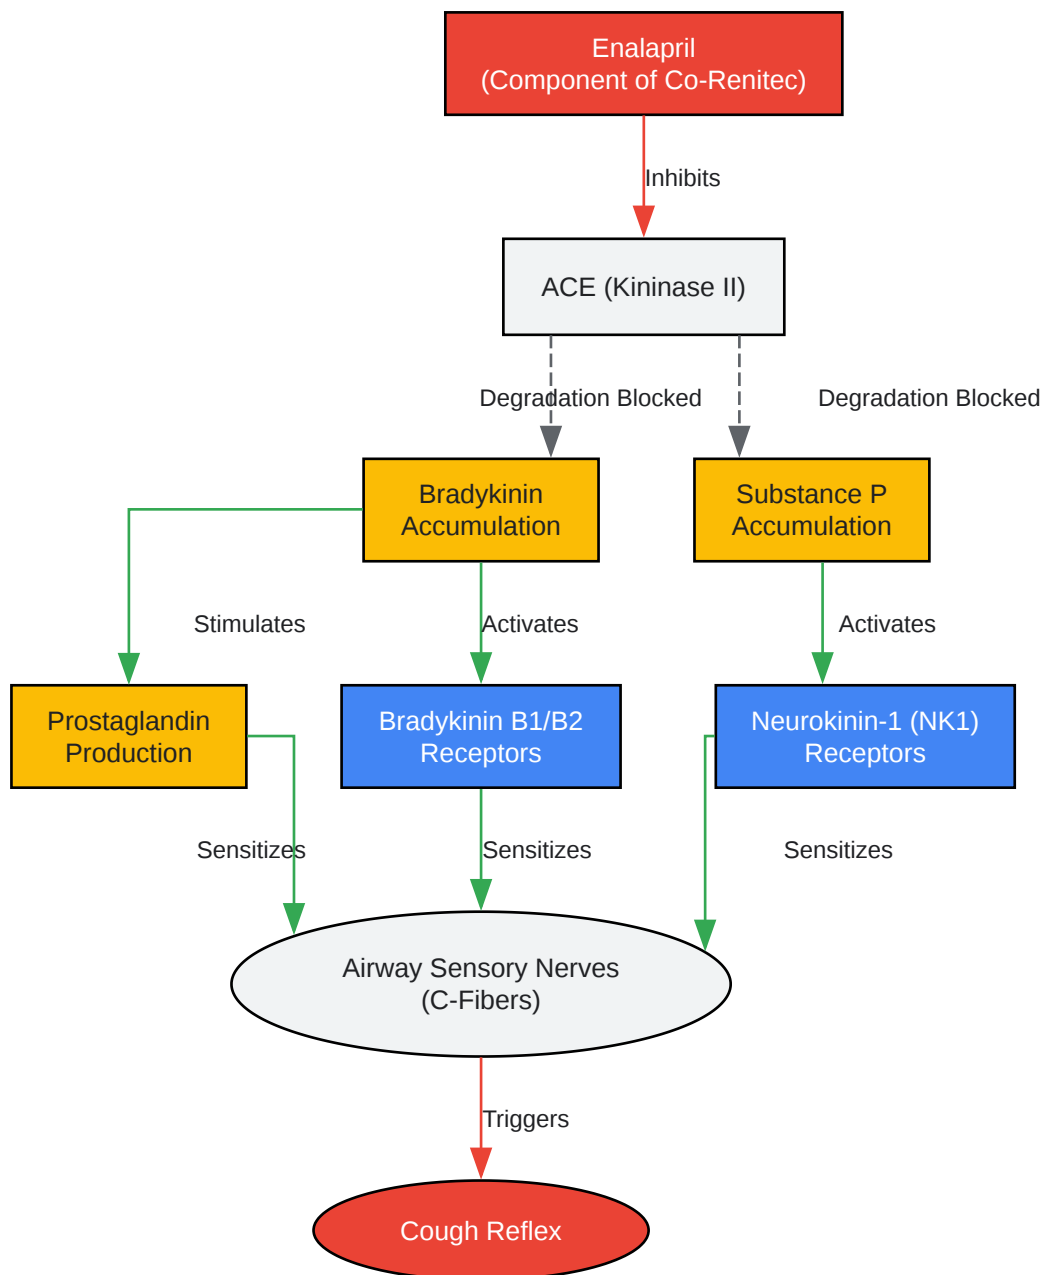 Enalapril
(Component of Co-Renitec)
Inhibits
ACE (Kininase II)
Degradation Blocked
Degradation Blocked
Bradykinin
Accumulation
Substance P
Accumulation
Stimulates
Activates
Activates
Prostaglandin
Production
Bradykinin B1/B2
Receptors
Neurokinin-1 (NK1)
Receptors
Sensitizes
Sensitizes
Sensitizes
Airway Sensory Nerves
(C-Fibers)
Triggers
Cough Reflex